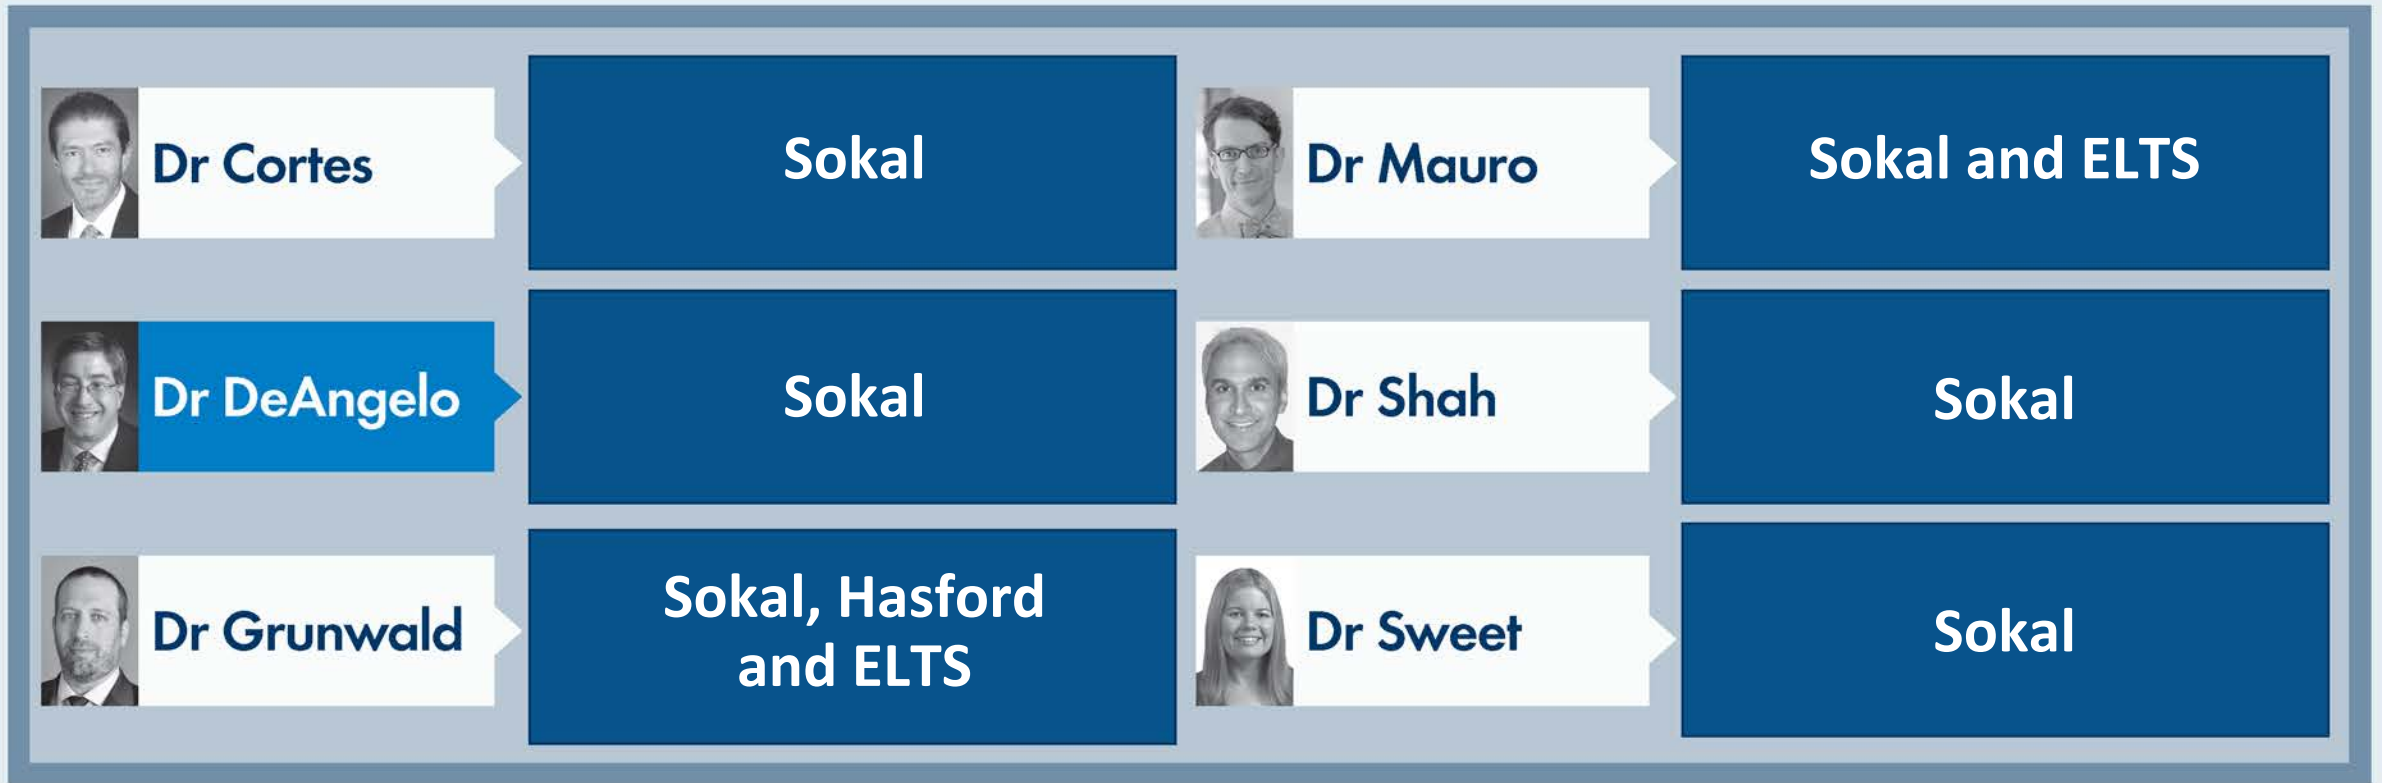 Dr Cortes
Sokal
Dr Mauro
Sokal and ELTS
Dr DeAngelo
Sokal
Dr Shah
Sokal
Dr Grunwald
Sokal, Hasford
and ELTS
Dr Sweet
Sokal